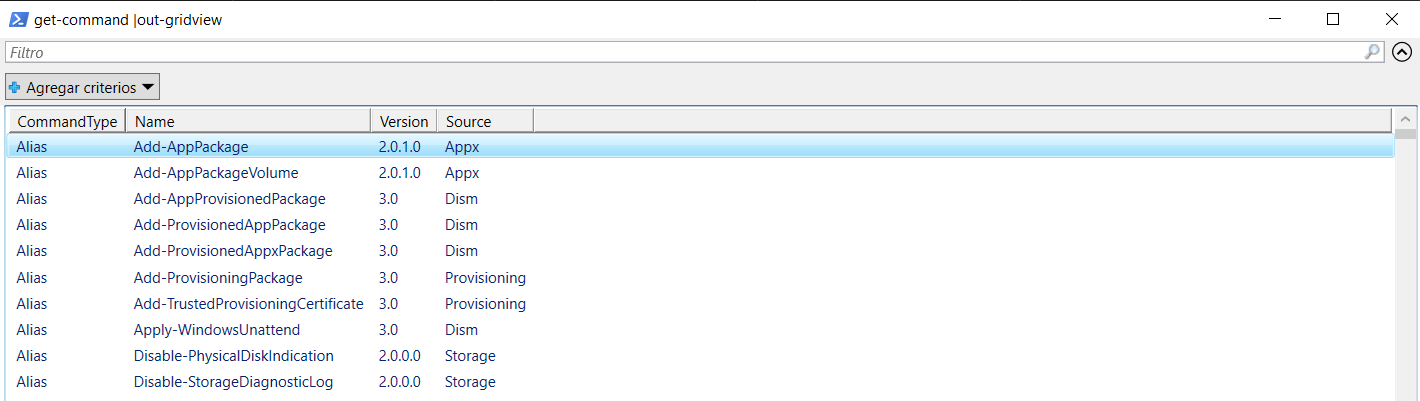 get-command |out-gridview
Filtro
Agregar criterios
CommandType Name Version Source
Alias Add-AppPackage 2.0.1.0 Appx
Alias Add-AppPackageVolume 2.0.1.0 Appx
Alias Add-AppProvisionedPackage 3.0 Dism
Alias Add-ProvisionedAppPackage 3.0 Dism
Alias Add-ProvisionedAppxPackage 3.0 Dism
Alias Add-ProvisioningPackage 3.0 Provisioning
Alias Add-TrustedProvisioningCertificate 3.0 Provisioning
Alias Apply-WindowsUnattend 3.0 Dism
Alias Disable-PhysicalDiskIndication 2.0.0.0 Storage
Alias Disable-StorageDiagnosticLog 2.0.0.0 Storage